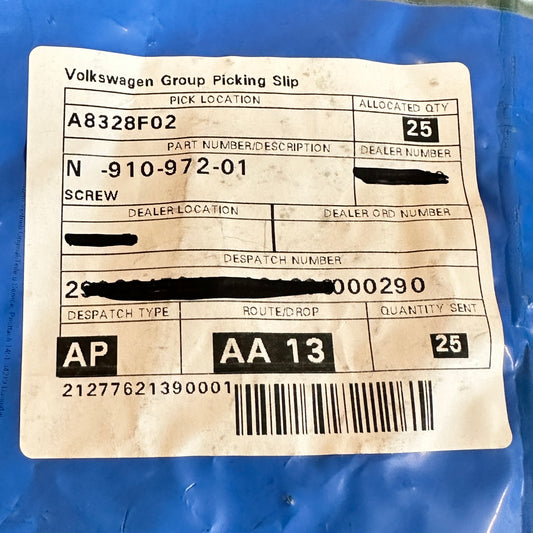 Volkswagen Group Picking Slip
PICK LOCATION
ALLOCATED QTY
A8328F02
25
PART NUMBER/DESCRIPTION
DEALER NUMBER
N -910-972-01
SCREW
DEALER LOCATION
DEALER ORD NUMBER
DESPATCH NUMBER
29 000290
DESPATCH TYPE
ROUTE/DROP
QUANTITY SENT
AP
AA 13
25
21277621390001